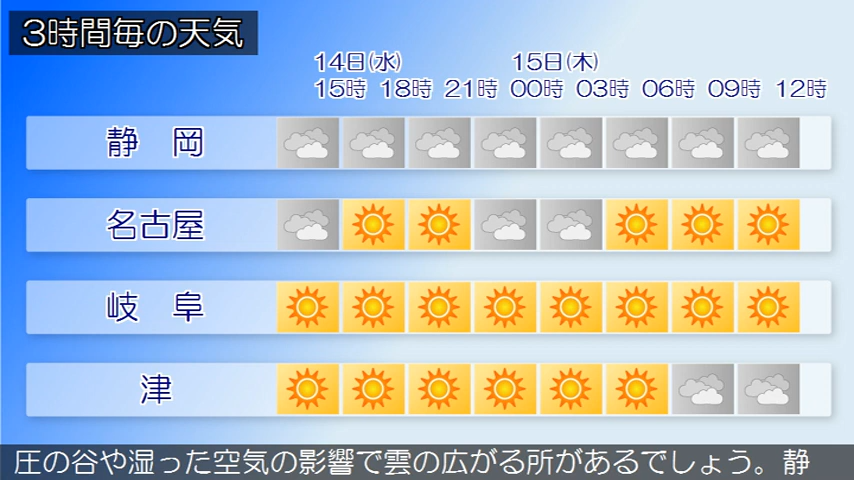 3時間毎の天気
14日(水) 15日(木)
15時 18時 21時 00時 03時 06時 09時 12時
静 岡
名古屋
岐 阜
津
圧の谷や湿った空気の影響で雲の広がる所があるでしょう。静